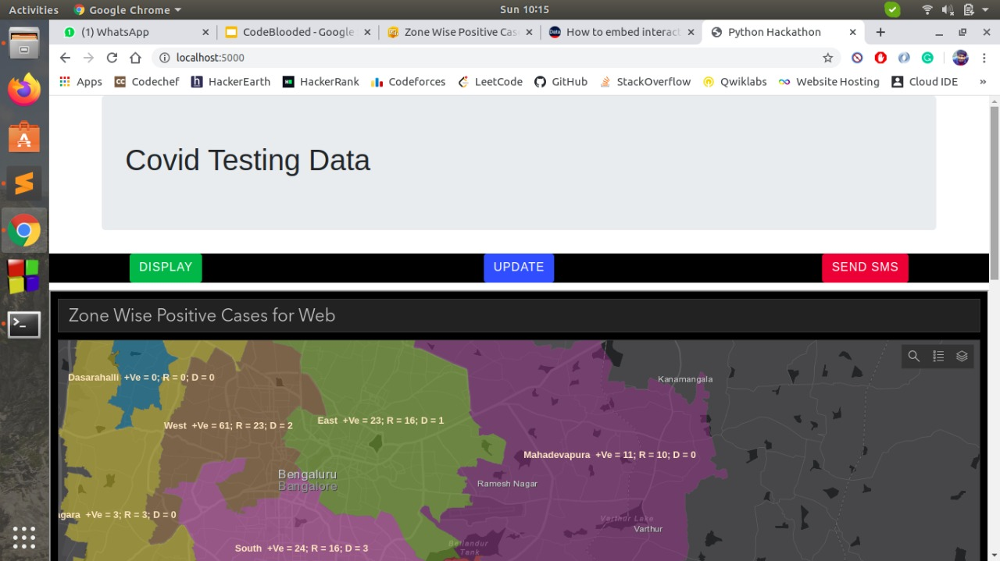 Activities Google Chrome Sun 10:15
(1) WhatsApp
CodeBlooded - Google
Zone Wise Positive Cas
How to embed interact
Python Hackathon
localhost:5000
Apps
Codechef
HackerEarth
HackerRank
Codeforces
LeetCode
GitHub
StackOverflow
Qwiklabs
Website Hosting
Cloud IDE
»
Covid Testing Data
DISPLAY
UPDATE
SEND SMS
Zone Wise Positive Cases for Web
Dasarahalli +Ve = 0; R = 0; D = 0
Kanamangala
West +Ve = 61; R = 23; D = 2
East +Ve = 23; R = 16; D = 1
Mahadevapura +Ve = 11; R = 10; D = 0
Bengaluru
Bangalore
Ramesh Nagar
agara +Ve = 3; R = 3; D = 0
Varthur Lake
Varthur
South +Ve = 24; R = 16; D = 3
Bellandur
Tank